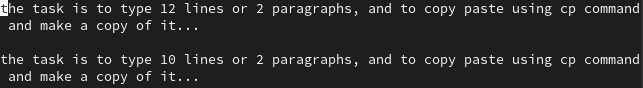 the task is to type 12 lines or 2 paragraphs, and to copy paste using cp command
and make a copy of it...
the task is to type 10 lines or 2 paragraphs, and to copy paste using cp command
and make a copy of it...